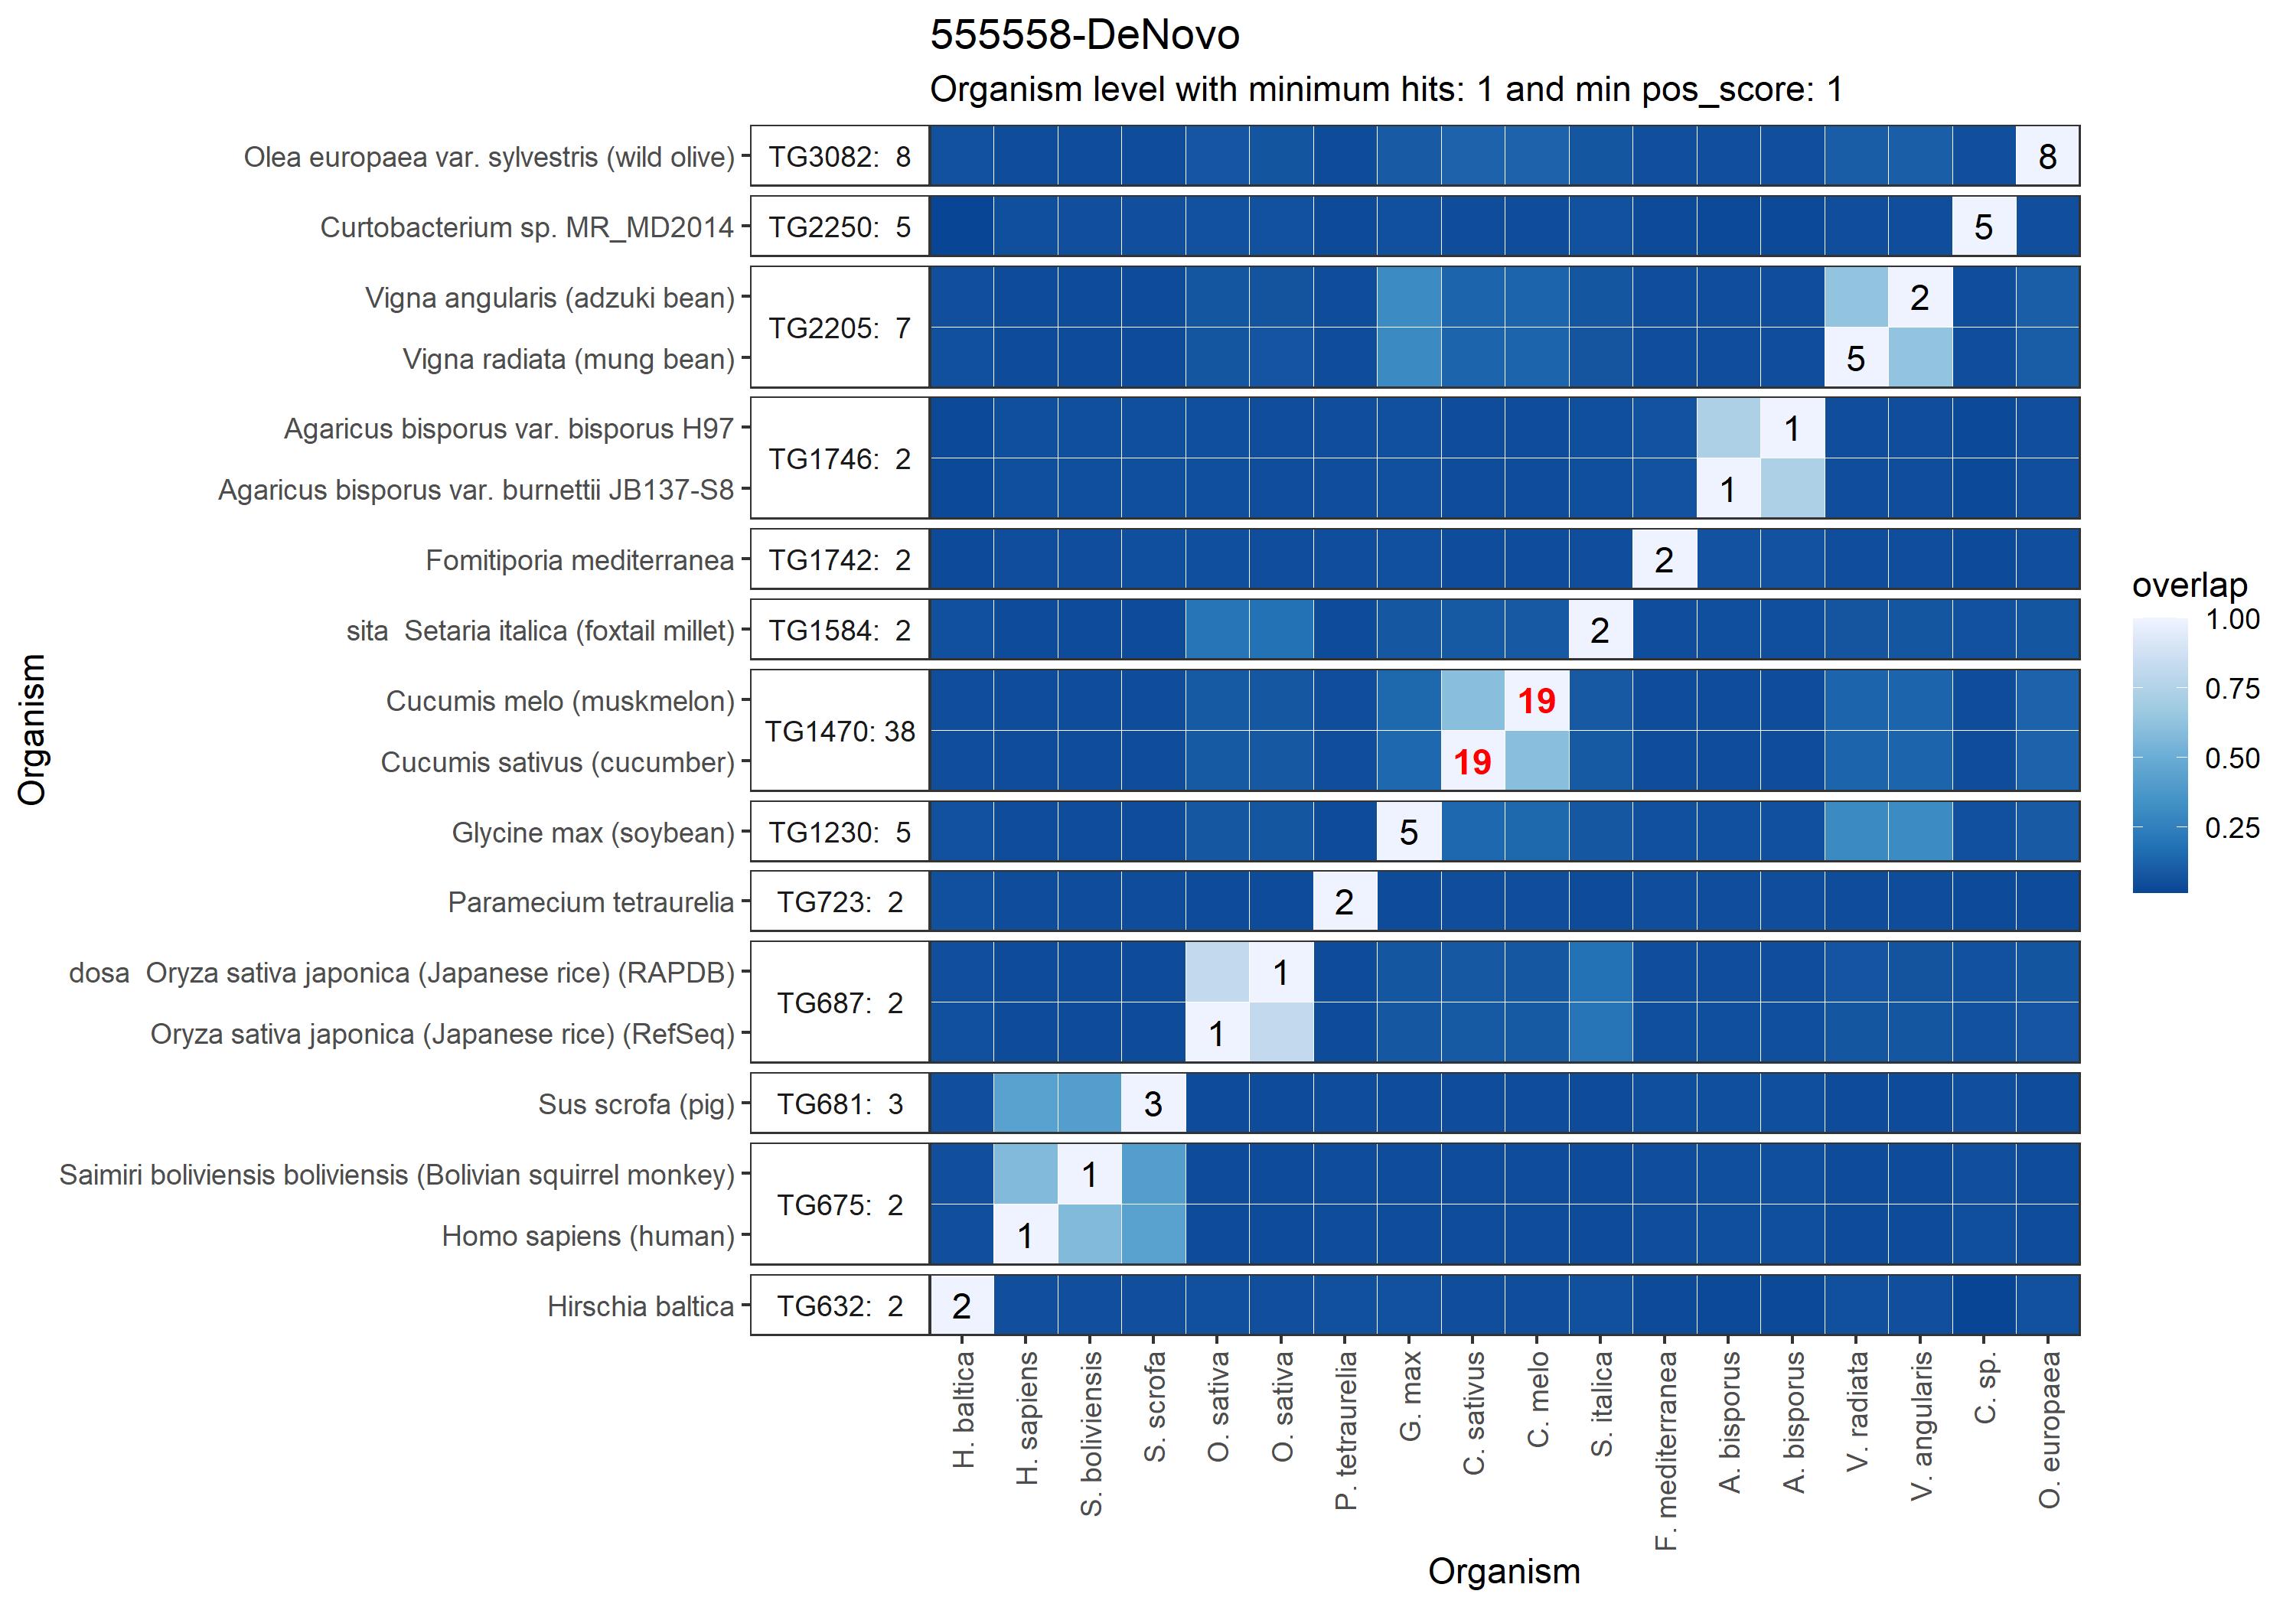 555558-DeNovo
Organism level with minimum hits: 1 and min pos_score: 1
Olea europaea var. sylvestris (wild olive) TG3082: 8 8
Curtobacterium sp. MR_MD2014 TG2250: 5 5
Vigna angularis (adzuki bean) 2
TG2205: 7
Vigna radiata (mung bean) 5
Agaricus bisporus var. bisporus H97 1
TG1746: 2
Agaricus bisporus var. burnettii JB137-S8 1
Fomitiporia mediterranea TG1742: 2 2
sita Setaria italica (foxtail millet) TG1584: 2 2
Cucumis melo (muskmelon) 19
TG1470: 38
Cucumis sativus (cucumber) 19
Glycine max (soybean) TG1230: 5 5
Paramecium tetraurelia TG723: 2 2
dosa Oryza sativa japonica (Japanese rice) (RAPDB) 1
TG687: 2
Oryza sativa japonica (Japanese rice) (RefSeq) 1
Sus scrofa (pig) TG681: 3 3
Saimiri boliviensis boliviensis (Bolivian squirrel monkey) 1
TG675: 2
Homo sapiens (human) 1
Hirschia baltica TG632: 2 2
Organism
H. baltica
H. sapiens
S. boliviensis
S. scrofa
O. sativa
O. sativa
P. tetraurelia
G. max
C. sativus
C. melo
S. italica
F. mediterranea
A. bisporus
A. bisporus
V. radiata
V. angularis
C. sp.
O. europaea
Organism
overlap
1.00
0.75
0.50
0.25